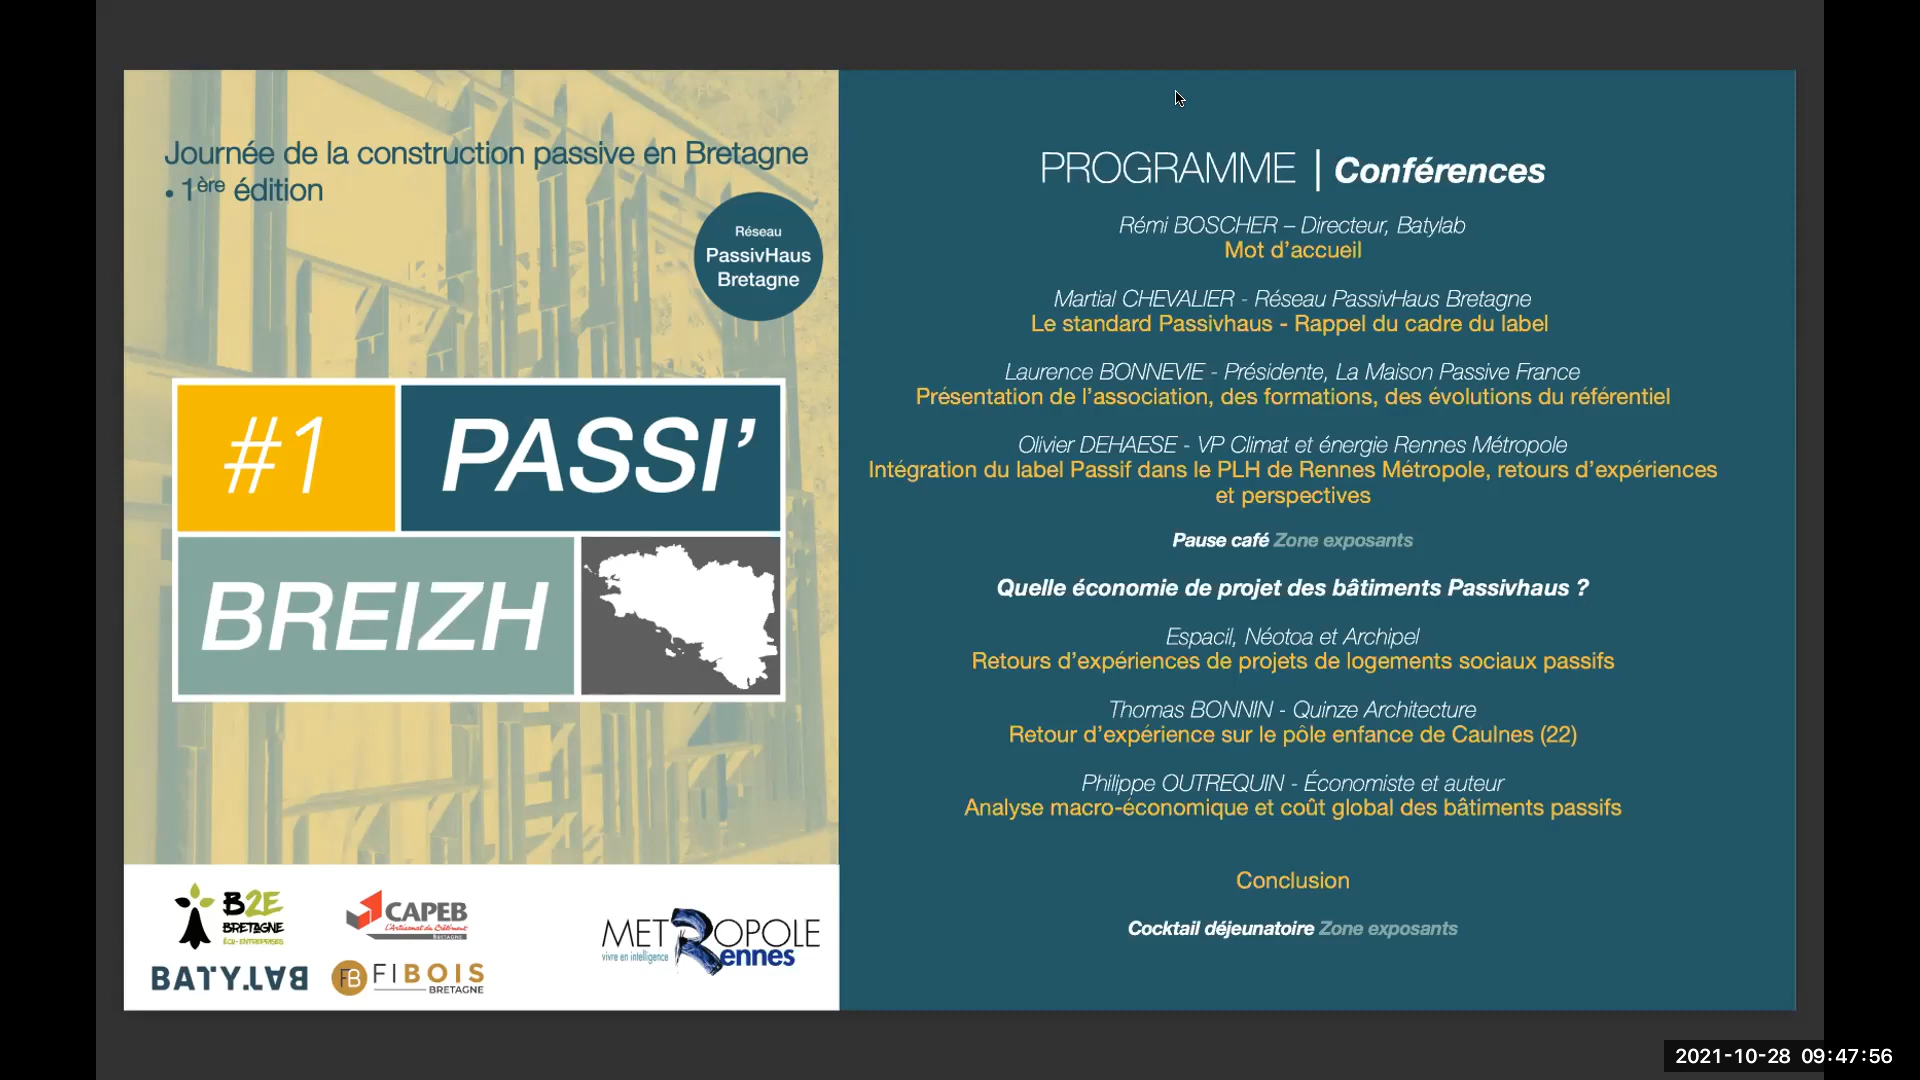 Journée de la construction passive en Bretagne
• 1ère édition
Réseau
PassivHaus
Bretagne
#1
PASSI’
BREIZH
B2E
BRETAGNE
ÉCO-ENTREPRISES
CAPEB
L'Artisanat du Bâtiment
BRETAGNE
BATYLAB
FB FIBOIS
BRETAGNE
METROPOLE
vivre en intelligence
Rennes
PROGRAMME | Conférences
Rémi BOSCHER – Directeur, Batylab
Mot d’accueil
Martial CHEVALIER - Réseau PassivHaus Bretagne
Le standard Passivhaus - Rappel du cadre du label
Laurence BONNEVIE - Présidente, La Maison Passive France
Présentation de l’association, des formations, des évolutions du référentiel
Olivier DEHAESE - VP Climat et énergie Rennes Métropole
Intégration du label Passif dans le PLH de Rennes Métropole, retours d’expériences
et perspectives
Pause café Zone exposants
Quelle économie de projet des bâtiments Passivhaus ?
Espacil, Néotoa et Archipel
Retours d’expériences de projets de logements sociaux passifs
Thomas BONNIN - Quinze Architecture
Retour d’expérience sur le pôle enfance de Caulnes (22)
Philippe OUTREQUIN - Économiste et auteur
Analyse macro-économique et coût global des bâtiments passifs
Conclusion
Cocktail déjeunatoire Zone exposants
2021-10-28 09:47:56